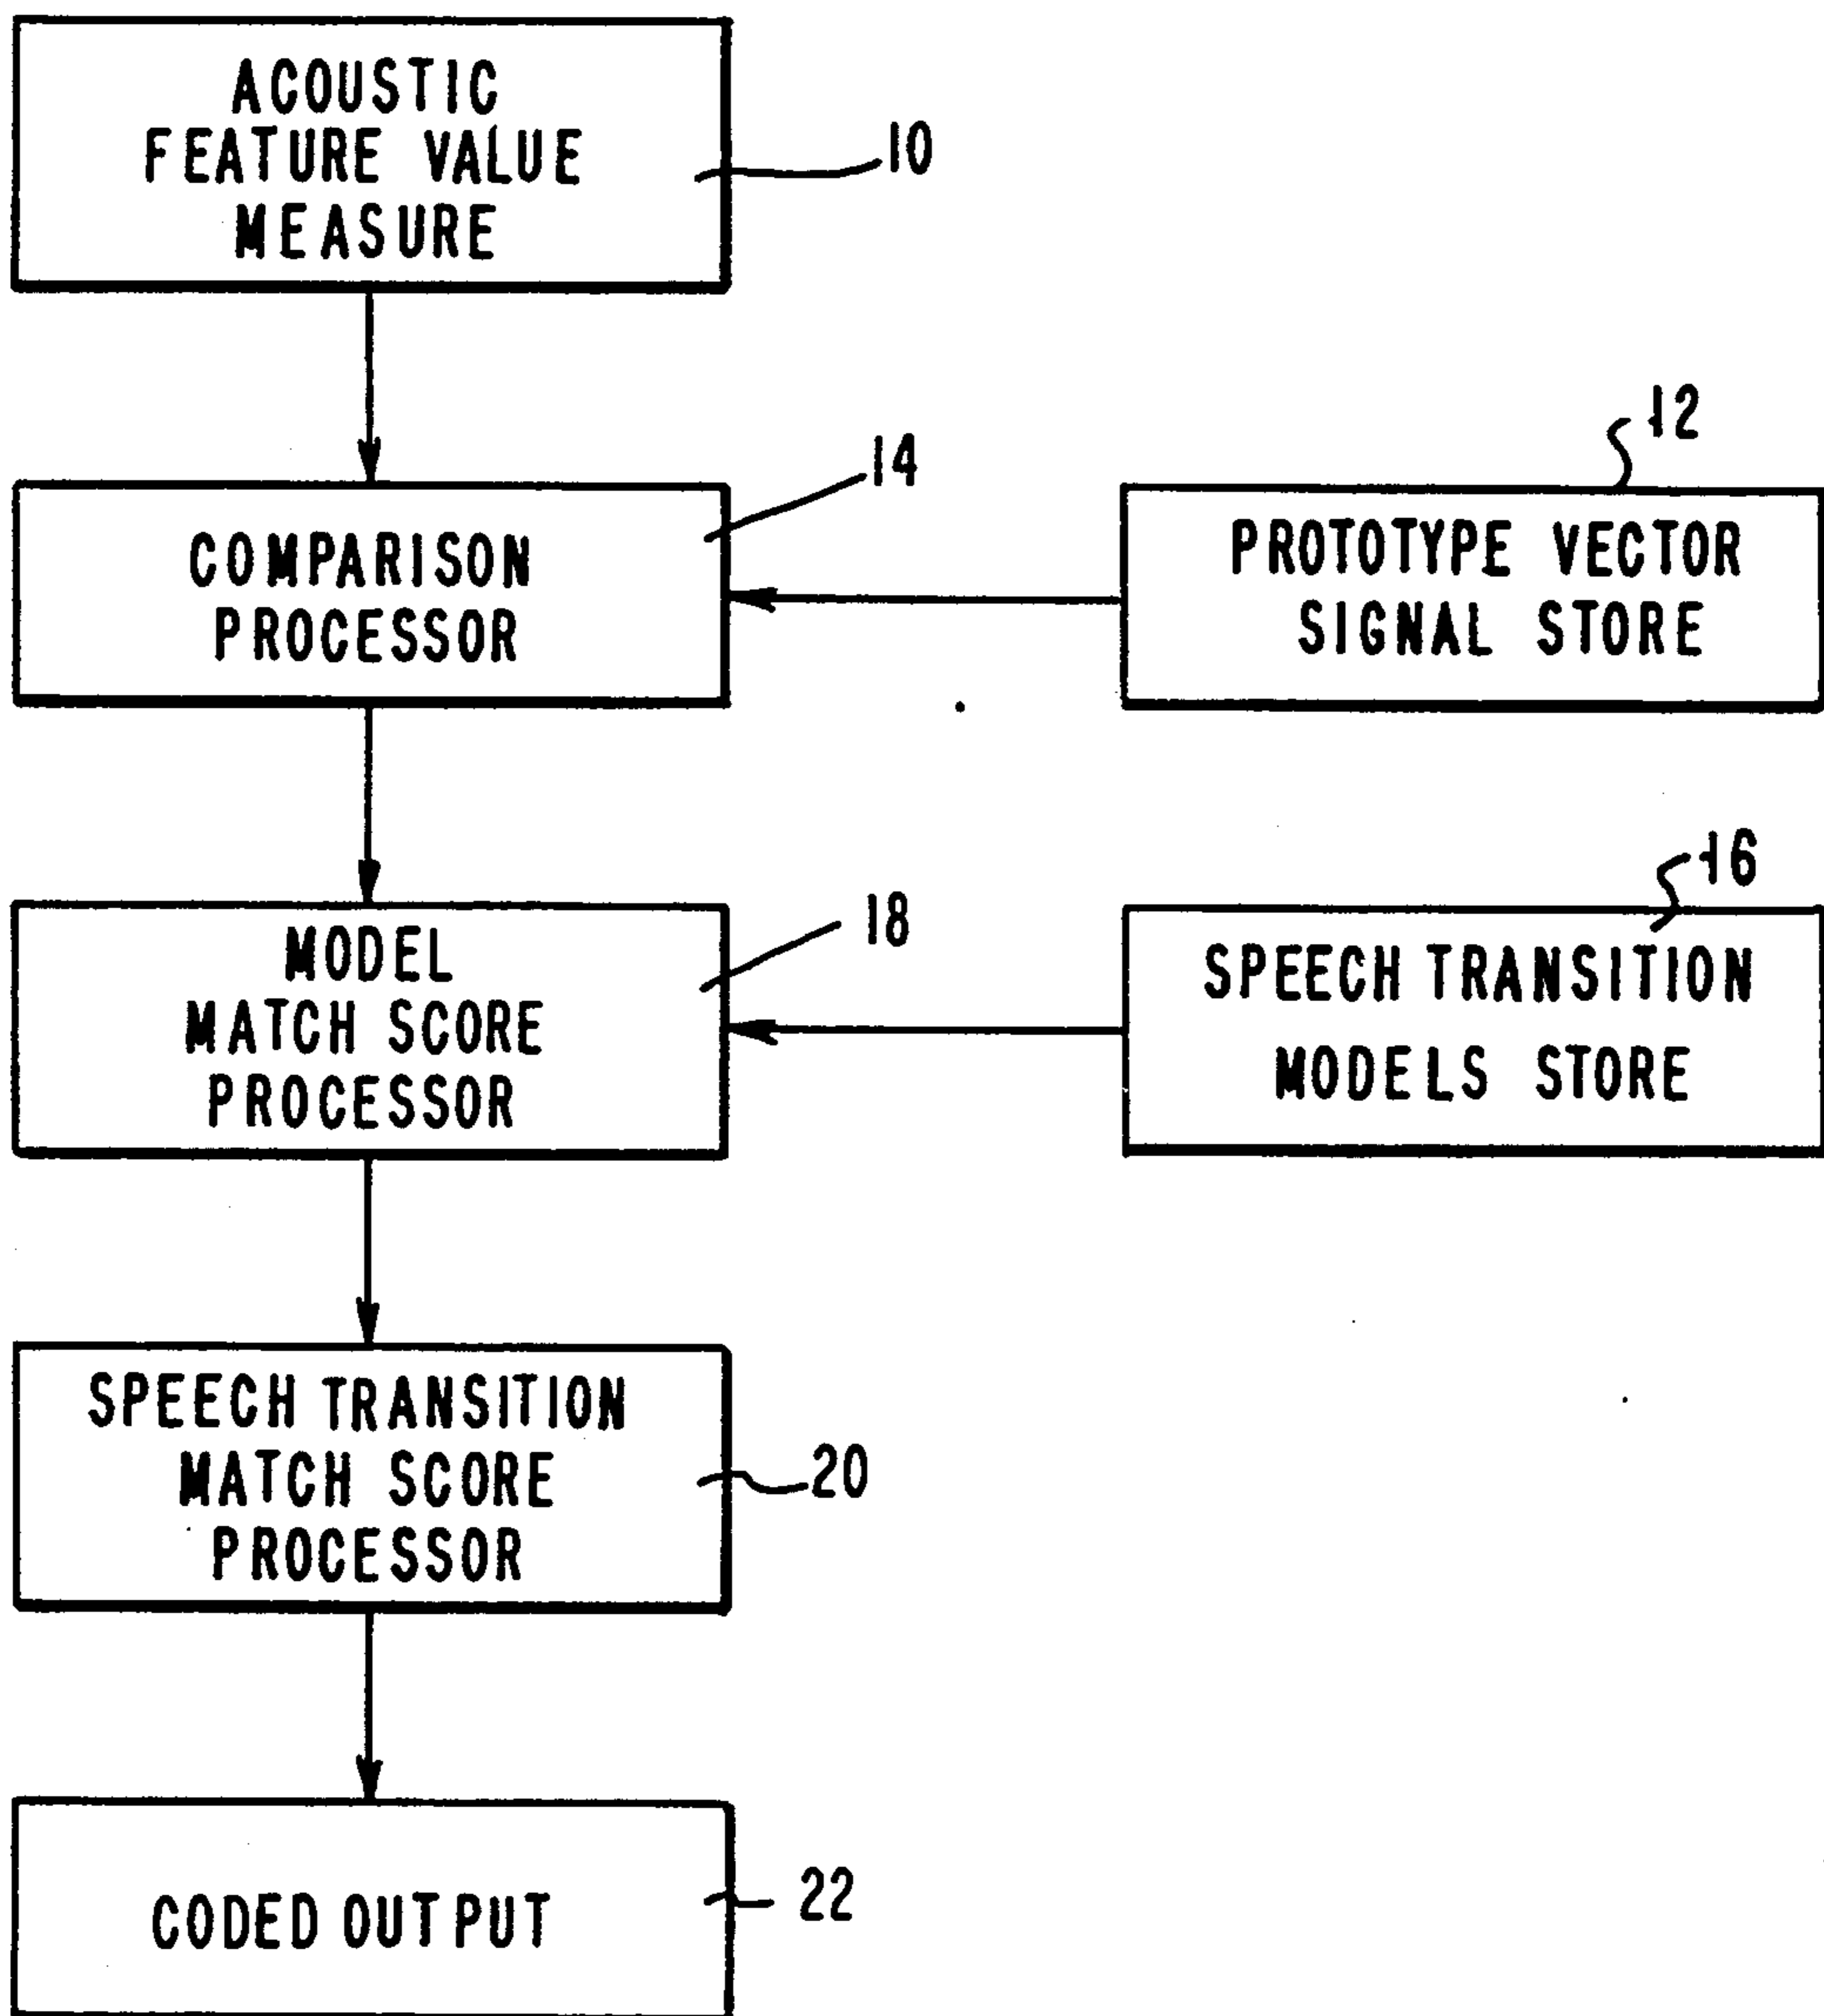 ACOUSTIC
FEATURE VALUE
MEASURE
10
COMPARISON
PROCESSOR
14
PROTOTYPE VECTOR
SIGNAL STORE
12
MODEL
MATCH SCORE
PROCESSOR
18
SPEECH TRANSITION
MODELS STORE
16
SPEECH TRANSITION
MATCH SCORE
PROCESSOR
20
CODED OUTPUT
22